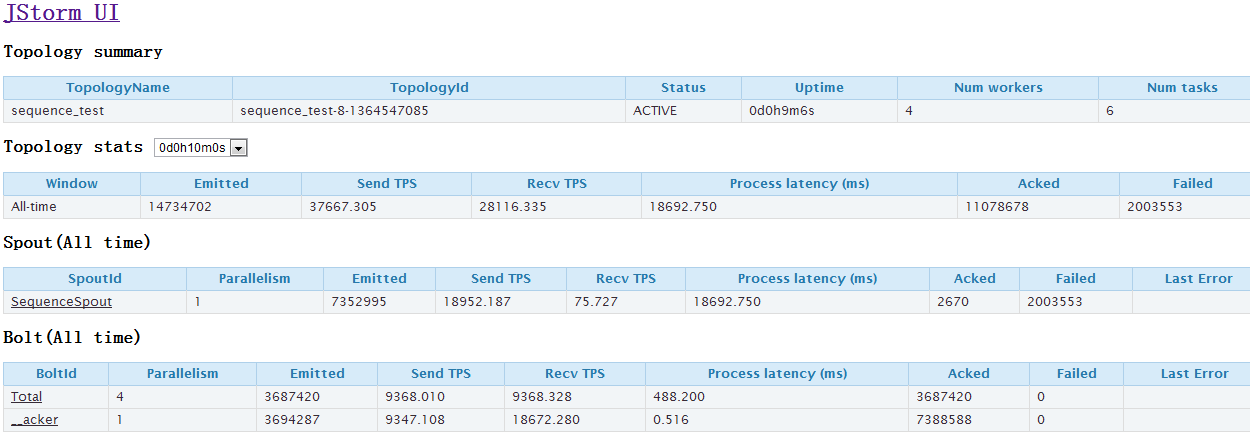 JStorm UI
Topology summary
TopologyName TopologyId Status Uptime Num workers Num tasks
sequence_test sequence_test-8-1364547085 ACTIVE 0d0h9m6s 4 6
Topology stats 0d0h10m0s
Window Emitted Send TPS Recv TPS Process latency (ms) Acked Failed
All-time 14734702 37667.305 28116.335 18692.750 11078678 2003553
Spout(All time)
SpoutId Parallelism Emitted Send TPS Recv TPS Process latency (ms) Acked Failed Last Error
SequenceSpout 1 7352995 18952.187 75.727 18692.750 2670 2003553
Bolt(All time)
BoltId Parallelism Emitted Send TPS Recv TPS Process latency (ms) Acked Failed Last Error
Total 4 3687420 9368.010 9368.328 488.200 3687420 0
__acker 1 3694287 9347.108 18672.280 0.516 7388588 0